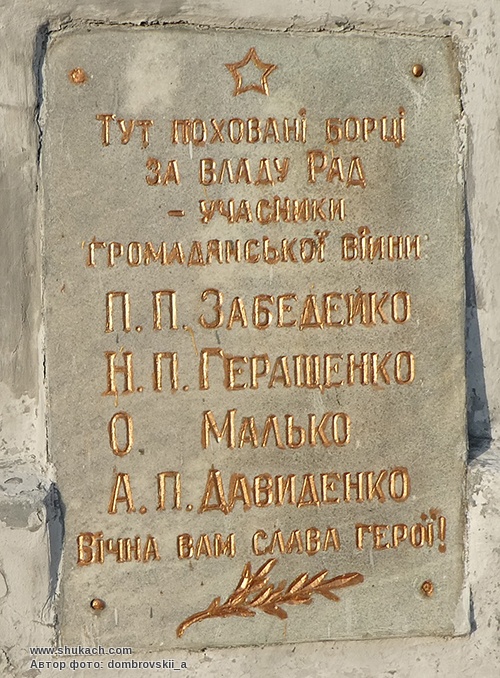 Тут поховані борці
за владу Рад
– учасники
громадянської війни
П. П. Забедейко
Н. П. Геращенко
О Малько
А. П. Давиденко
Вічна вам слава герої!
www.shukach.com
Автор фото: dombrovskii_a